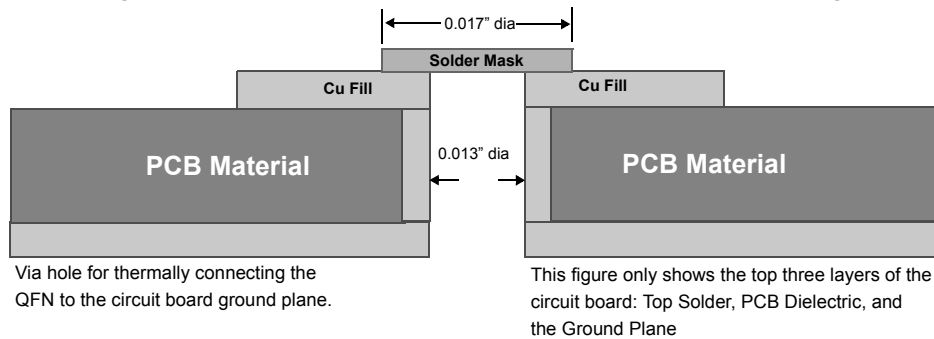 0.017” dia
Solder Mask
Cu Fill
Cu Fill
PCB Material
0.013” dia
PCB Material
Via hole for thermally connecting the
QFN to the circuit board ground plane.
This figure only shows the top three layers of the
circuit board: Top Solder, PCB Dielectric, and
the Ground Plane